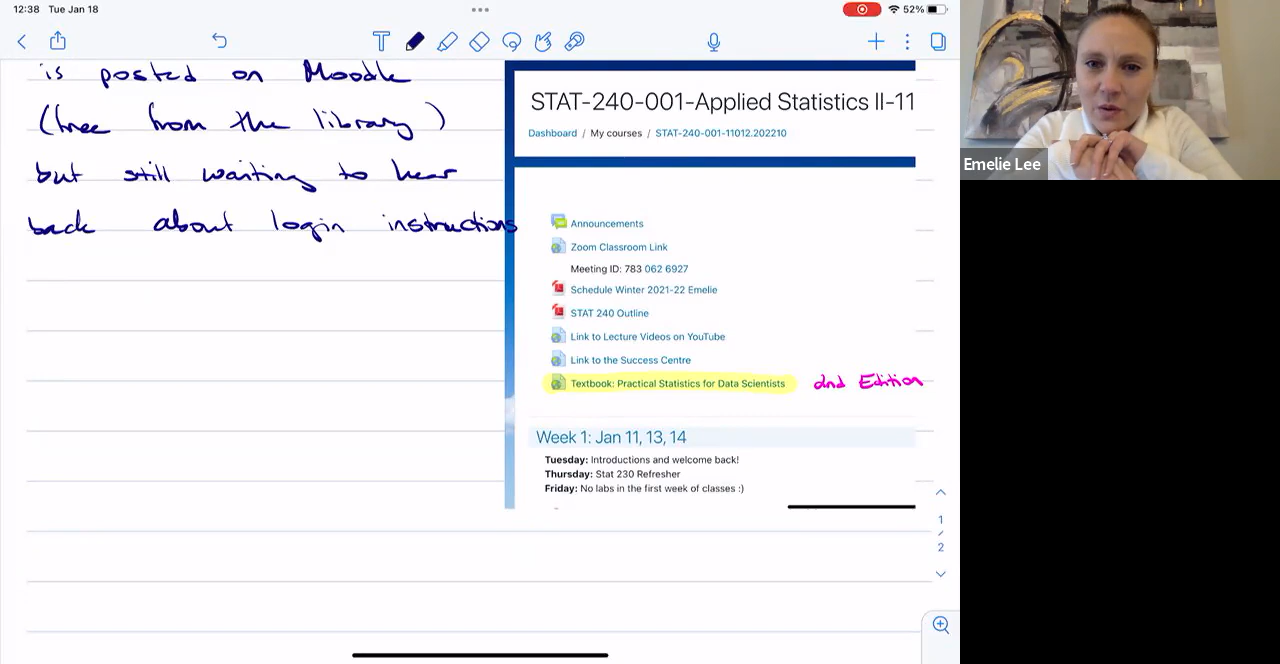 12:38 Tue Jan 18
52%
is posted on Moodle
(free from the library)
but still waiting to hear
back about login instructions
STAT-240-001-Applied Statistics II-11
Dashboard / My courses / STAT-240-001-11012.202210
Announcements
Zoom Classroom Link
Meeting ID: 783 062 6927
Schedule Winter 2021-22 Emelie
STAT 240 Outline
Link to Lecture Videos on YouTube
Link to the Success Centre
Textbook: Practical Statistics for Data Scientists 2nd Edition
Week 1: Jan 11, 13, 14
Tuesday: Introductions and welcome back!
Thursday: Stat 230 Refresher
Friday: No labs in the first week of classes :)
1
/
2
Emelie Lee